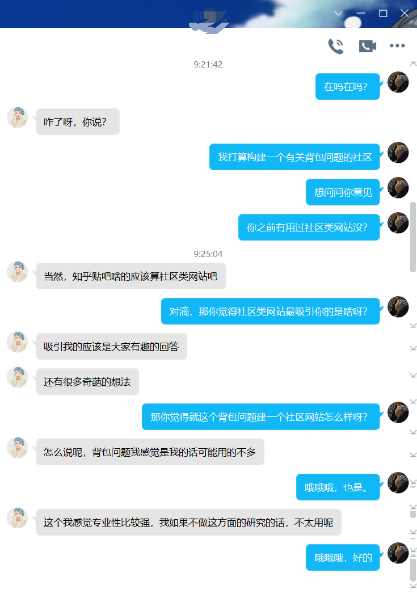 9:21:42
在吗在吗？
咋了呀，你说？
我打算构建一个有关背包问题的社区
想问问你意见
你之前有用过社区类网站没？
9:25:04
当然，知乎贴吧啥的应该算社区类网站吧
对滴，那你觉得社区类网站最吸引你的是啥呀？
吸引我的应该是大家有趣的回答
还有很多奇葩的想法
那你觉得就这个背包问题建一个社区网站怎么样呀？
怎么说呢，背包问题我感觉是我的话可能用的不多
哦哦哦，也是。
这个我感觉专业性比较强，我如果不做这方面的研究的话，不太用呢
哦哦哦，好的